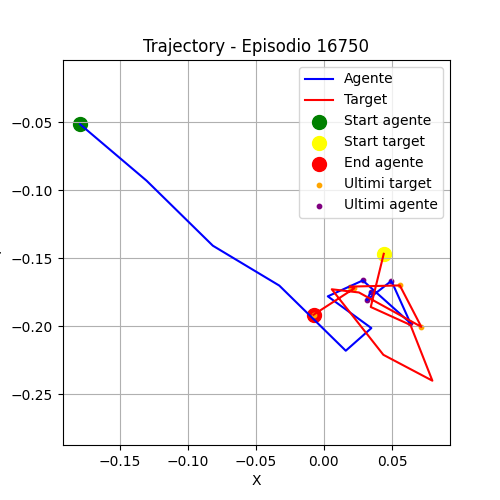 Trajectory - Episodio 16750
Agente
Target
Start agente
Start target
End agente
Ultimi target
Ultimi agente
−0.05
−0.10
−0.15
−0.20
−0.25
−0.15
−0.10
−0.05
0.00
0.05
X